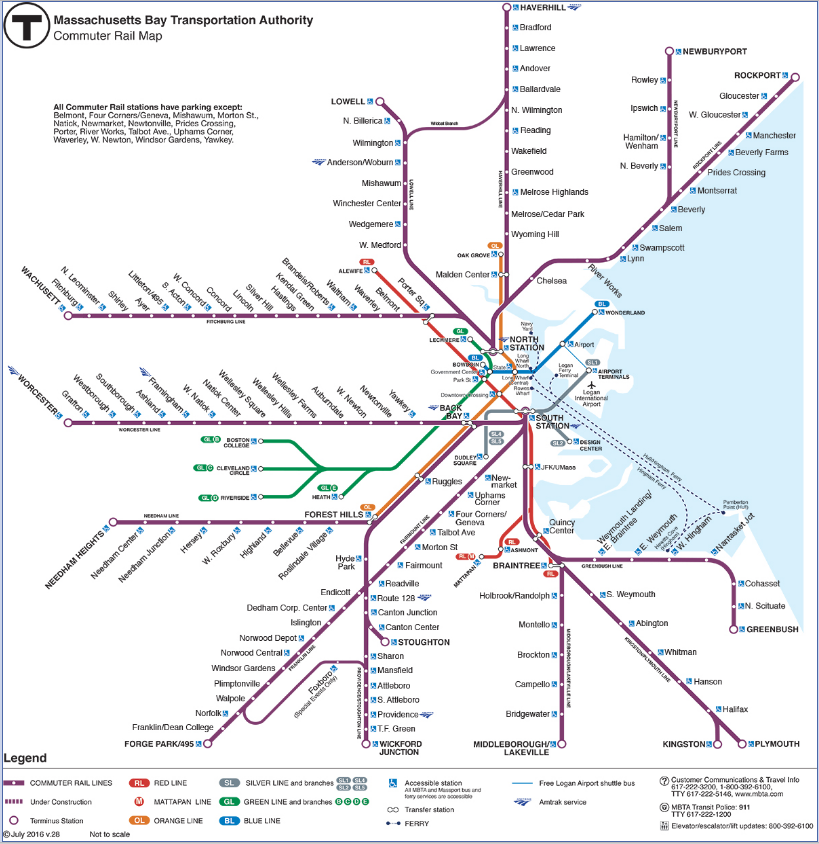 T
Massachusetts Bay Transportation Authority
Commuter Rail Map
All Commuter Rail stations have parking except:
Belmont, Four Corners/Geneva, Mishawum, Morton St.,
Natick, Newmarket, Newtonville, Prides Crossing,
Porter, River Works, Talbot Ave., Uphams Corner,
Waverley, W. Newton, Windsor Gardens, Yawkey.
HAVERHILL
Bradford
Lawrence
Andover
Ballardvale
N. Wilmington
Reading
Wakefield
Greenwood
Melrose Highlands
Melrose/Cedar Park
Wyoming Hill
HAVERHILL LINE
OL
OAK GROVE
Malden Center
NEWBURYPORT
Rowley
Ipswich
Hamilton/
Wenham
N. Beverly
NEWBURYPORT LINE
ROCKPORT
Gloucester
W. Gloucester
Manchester
Beverly Farms
Prides Crossing
Montserrat
ROCKPORT LINE
Beverly
Salem
Swampscott
Lynn
River Works
Chelsea
LOWELL
N. Billerica
Wilmington
Wildcat Branch
Anderson/Woburn
Mishawum
Winchester Center
Wedgemere
W. Medford
LOWELL LINE
RL
ALEWIFE
WACHUSETT
Fitchburg
N. Leominster
Shirley
Ayer
Littleton/495
S. Acton
W. Concord
Concord
Lincoln
Silver Hill
Hastings
Kendal Green
Brandeis/Roberts
Waltham
Waverley
Belmont
Porter Sq.
FITCHBURG LINE
GL
LECHMERE
BL
BOWDOIN
Government Center
Park St.
State
Downtown Crossing
NORTH
STATION
Navy
Yard
Long
Wharf
North
Long Wharf
Central
Rowes
Wharf
BL
WONDERLAND
Airport
Logan
Ferry
Terminal
SL1
AIRPORT
TERMINALS
Logan
International
Airport
WORCESTER
Grafton
Westborough
Southborough
Ashland
Framingham
W. Natick
Natick Center
Wellesley Square
Wellesley Hills
Wellesley Farms
Auburndale
W. Newton
Newtonville
Yawkey
WORCESTER LINE
BACK
BAY
SOUTH
STATION
SL4
SL5
DUDLEY
SQUARE
SL2
DESIGN
CENTER
GL B
BOSTON
COLLEGE
GL C
CLEVELAND
CIRCLE
GL D
RIVERSIDE
GL E
HEATH
OL
FOREST HILLS
Ruggles
JFK/UMass
Hull-Hingham Ferry
Hingham Ferry
Pemberton
Point (Hull)
New-
market
Uphams
Corner
Four Corners/
Geneva
Talbot Ave
Morton St
Fairmount
FAIRMOUNT LINE
NEEDHAM LINE
NEEDHAM HEIGHTS
Needham Center
Needham Junction
Hersey
W. Roxbury
Highland
Bellevue
Roslindale Village
RL
ASHMONT
RL M
MATTAPAN
Quincy
Center
BRAINTREE
RL
Weymouth Landing/
E. Braintree
E. Weymouth
W. Hingham
Nantasket Jct
GREENBUSH LINE
Cohasset
N. Scituate
GREENBUSH
Hyde
Park
Readville
Route 128
Canton Junction
Canton Center
STOUGHTON
Sharon
Mansfield
Attleboro
S. Attleboro
Providence
T.F. Green
WICKFORD
JUNCTION
PROVIDENCE/STOUGHTON LINE
Endicott
Dedham Corp. Center
Islington
Norwood Depot
Norwood Central
Windsor Gardens
Plimptonville
Walpole
Norfolk
Franklin/Dean College
FORGE PARK/495
FRANKLIN LINE
Foxboro
(Special Events Only)
Holbrook/Randolph
Montello
Brockton
Campello
Bridgewater
MIDDLEBOROUGH/
LAKEVILLE
MIDDLEBOROUGH/LAKEVILLE LINE
S. Weymouth
Abington
Whitman
Hanson
Halifax
KINGSTON
PLYMOUTH
KINGSTON/PLYMOUTH LINE
Legend
COMMUTER RAIL LINES
Under Construction
Terminus Station
RL RED LINE
M MATTAPAN LINE
OL ORANGE LINE
SL SILVER LINE and branches SL1 SL4 SL2 SL5
GL GREEN LINE and branches B C D E
BL BLUE LINE
Accessible station
All MBTA and Massport bus and
ferry services are accessible
Transfer station
FERRY
Free Logan Airport shuttle bus
Amtrak service
Customer Communications & Travel Info
617-222-3200, 1-800-392-6100,
TTY 617-222-5146, www.mbta.com
MBTA Transit Police: 911
TTY 617-222-1200
Elevator/escalator/lift updates: 800-392-6100
©July 2016 v.28
Not to scale